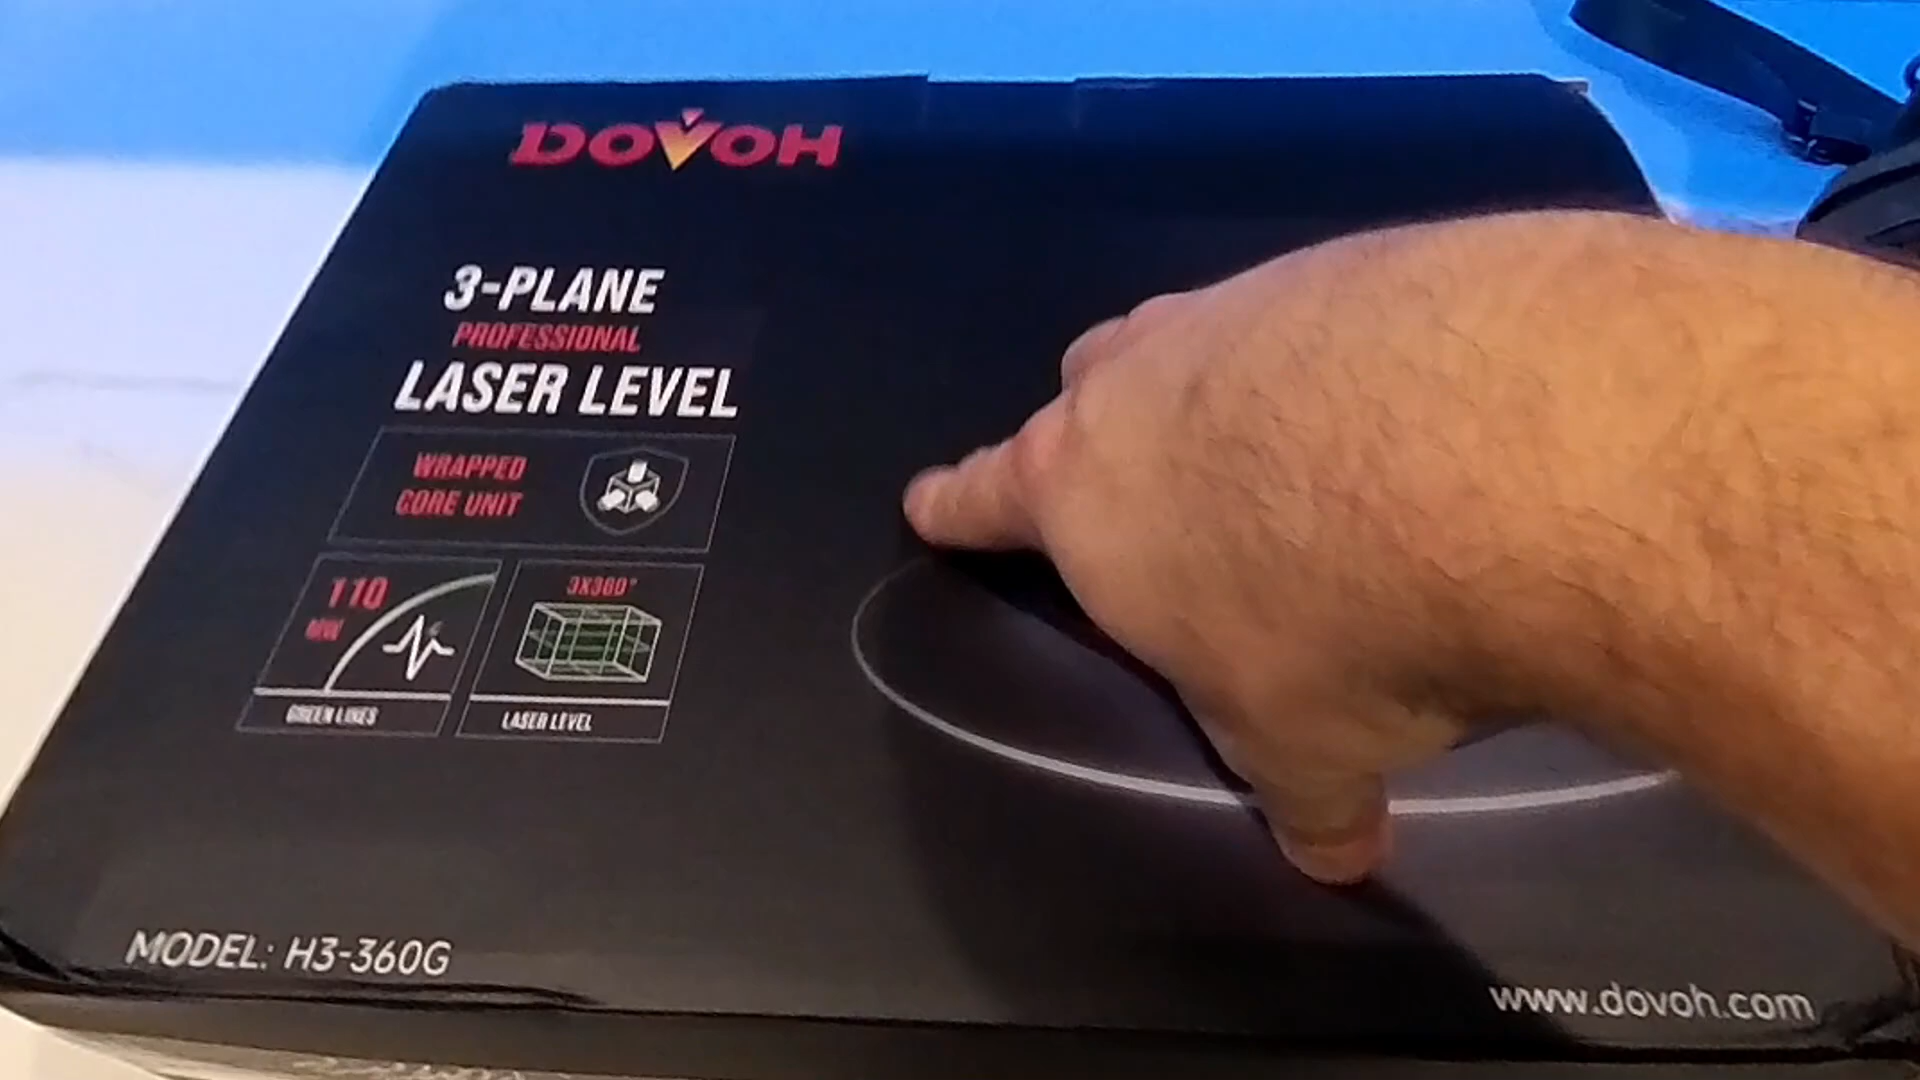 DOVOH
3-PLANE
PROFESSIONAL
LASER LEVEL
WRAPPED
CORE UNIT
110
MW
GREEN LINES
3X360°
LASER LEVEL
MODEL: H3-360G
www.dovoh.com